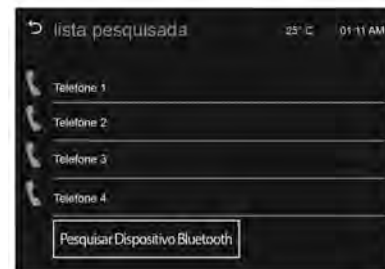 lista pesquisada 25° C 01:11 AM
Telefone 1
Telefone 2
Telefone 3
Telefone 4
Pesquisar Dispositivo Bluetooth